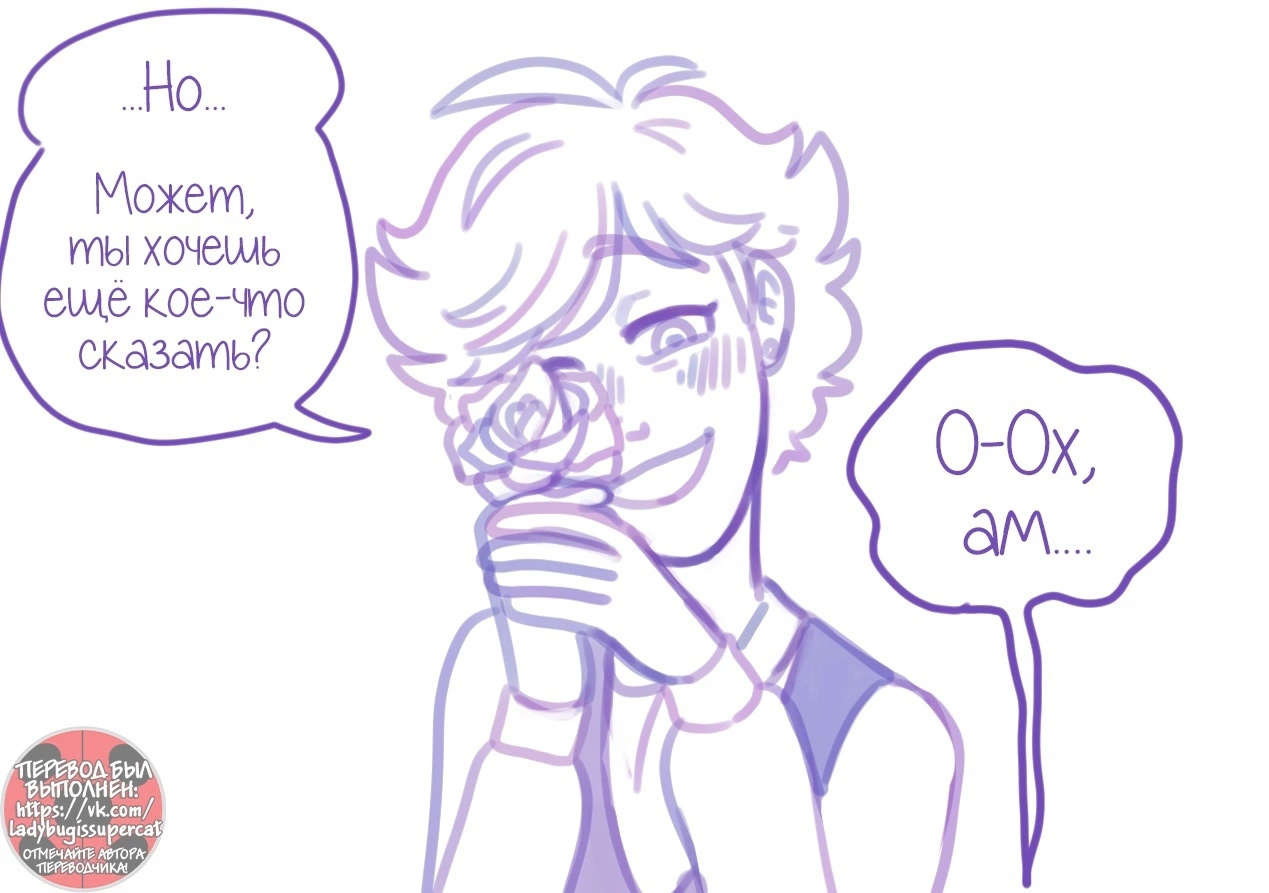 ...Но...
Может,
ты хочешь
ещё кое-что
сказать?
О-Ох,
ам....
ПЕРЕВОД БЫЛ
ВЫПОЛНЕН:
https://vk.com/
ladybugissupercat
ОТМЕЧАЙТЕ АВТОРА
ПЕРЕВОДЧИКА!